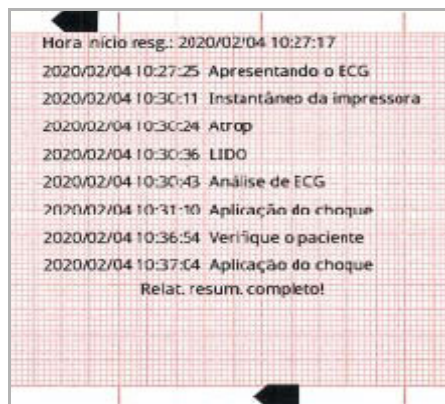 Hora início resg.: 2020/02/04 10:27:17
2020/02/04 10:27:25 Apresentando o ECG
2020/02/04 10:30:11 Instantâneo da impressora
2020/02/04 10:30:24 Atrop
2020/02/04 10:30:36 LIDO
2020/02/04 10:30:43 Análise de ECG
2020/02/04 10:31:10 Aplicação do choque
2020/02/04 10:36:54 Verifique o paciente
2020/02/04 10:37:04 Aplicação do choque
Relat. resum. completo!